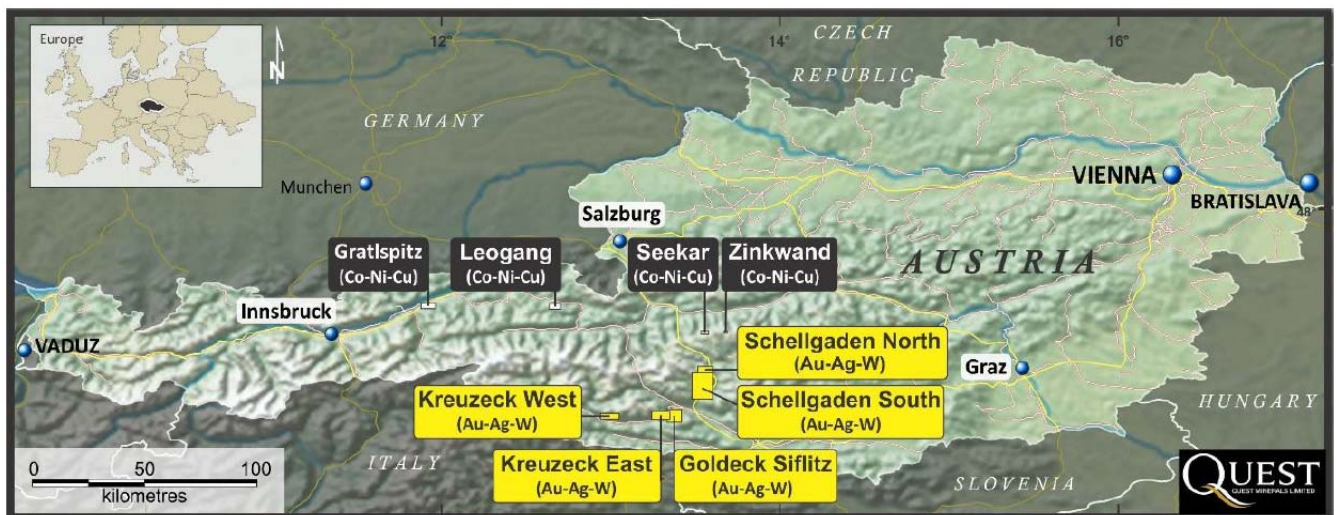 Europe
N
12°
14°
16°
CZECH
REPUBLIC
GERMANY
Munchen
VIENNA
BRATISLAVA
48°
Salzburg
Gratlspitz
(Co-Ni-Cu)
Leogang
(Co-Ni-Cu)
Seekar
(Co-Ni-Cu)
Zinkwand
(Co-Ni-Cu)
AUSTRIA
Innsbruck
VADUZ
Schellgaden North
(Au-Ag-W)
Graz
Kreuzeck West
(Au-Ag-W)
Schellgaden South
(Au-Ag-W)
HUNGARY
0 50 100
kilometres
ITALY
Kreuzeck East
(Au-Ag-W)
Goldeck Siflitz
(Au-Ag-W)
SLOVENIA
QUEST
QUEST MINERALS LIMITED